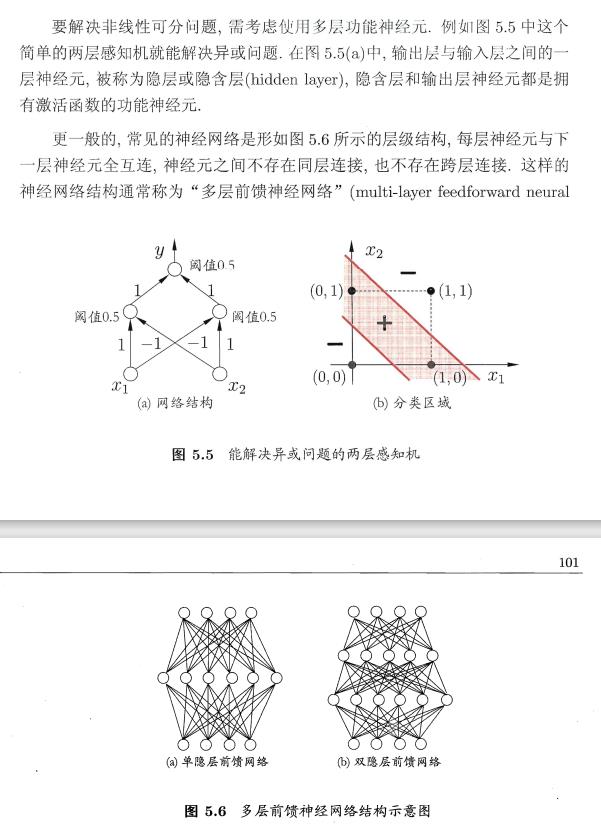 要解决非线性可分问题, 需考虑使用多层功能神经元. 例如图 5.5 中这个
简单的两层感知机就能解决异或问题. 在图 5.5(a)中, 输出层与输入层之间的一
层神经元, 被称为隐层或隐含层(hidden layer), 隐含层和输出层神经元都是拥
有激活函数的功能神经元.
更一般的, 常见的神经网络是形如图 5.6 所示的层级结构, 每层神经元与下
一层神经元全互连, 神经元之间不存在同层连接, 也不存在跨层连接. 这样的
神经网络结构通常称为“多层前馈神经网络” (multi-layer feedforward neural
y
阈值0.5
1 1
阈值0.5 阈值0.5
1 −1 −1 1
x1 x2
(a) 网络结构
x2
−
(0, 1) (1, 1)
+
−
(0, 0) (1, 0) x1
(b) 分类区域
图 5.5 能解决异或问题的两层感知机
101
(a) 单隐层前馈网络 (b) 双隐层前馈网络
图 5.6 多层前馈神经网络结构示意图